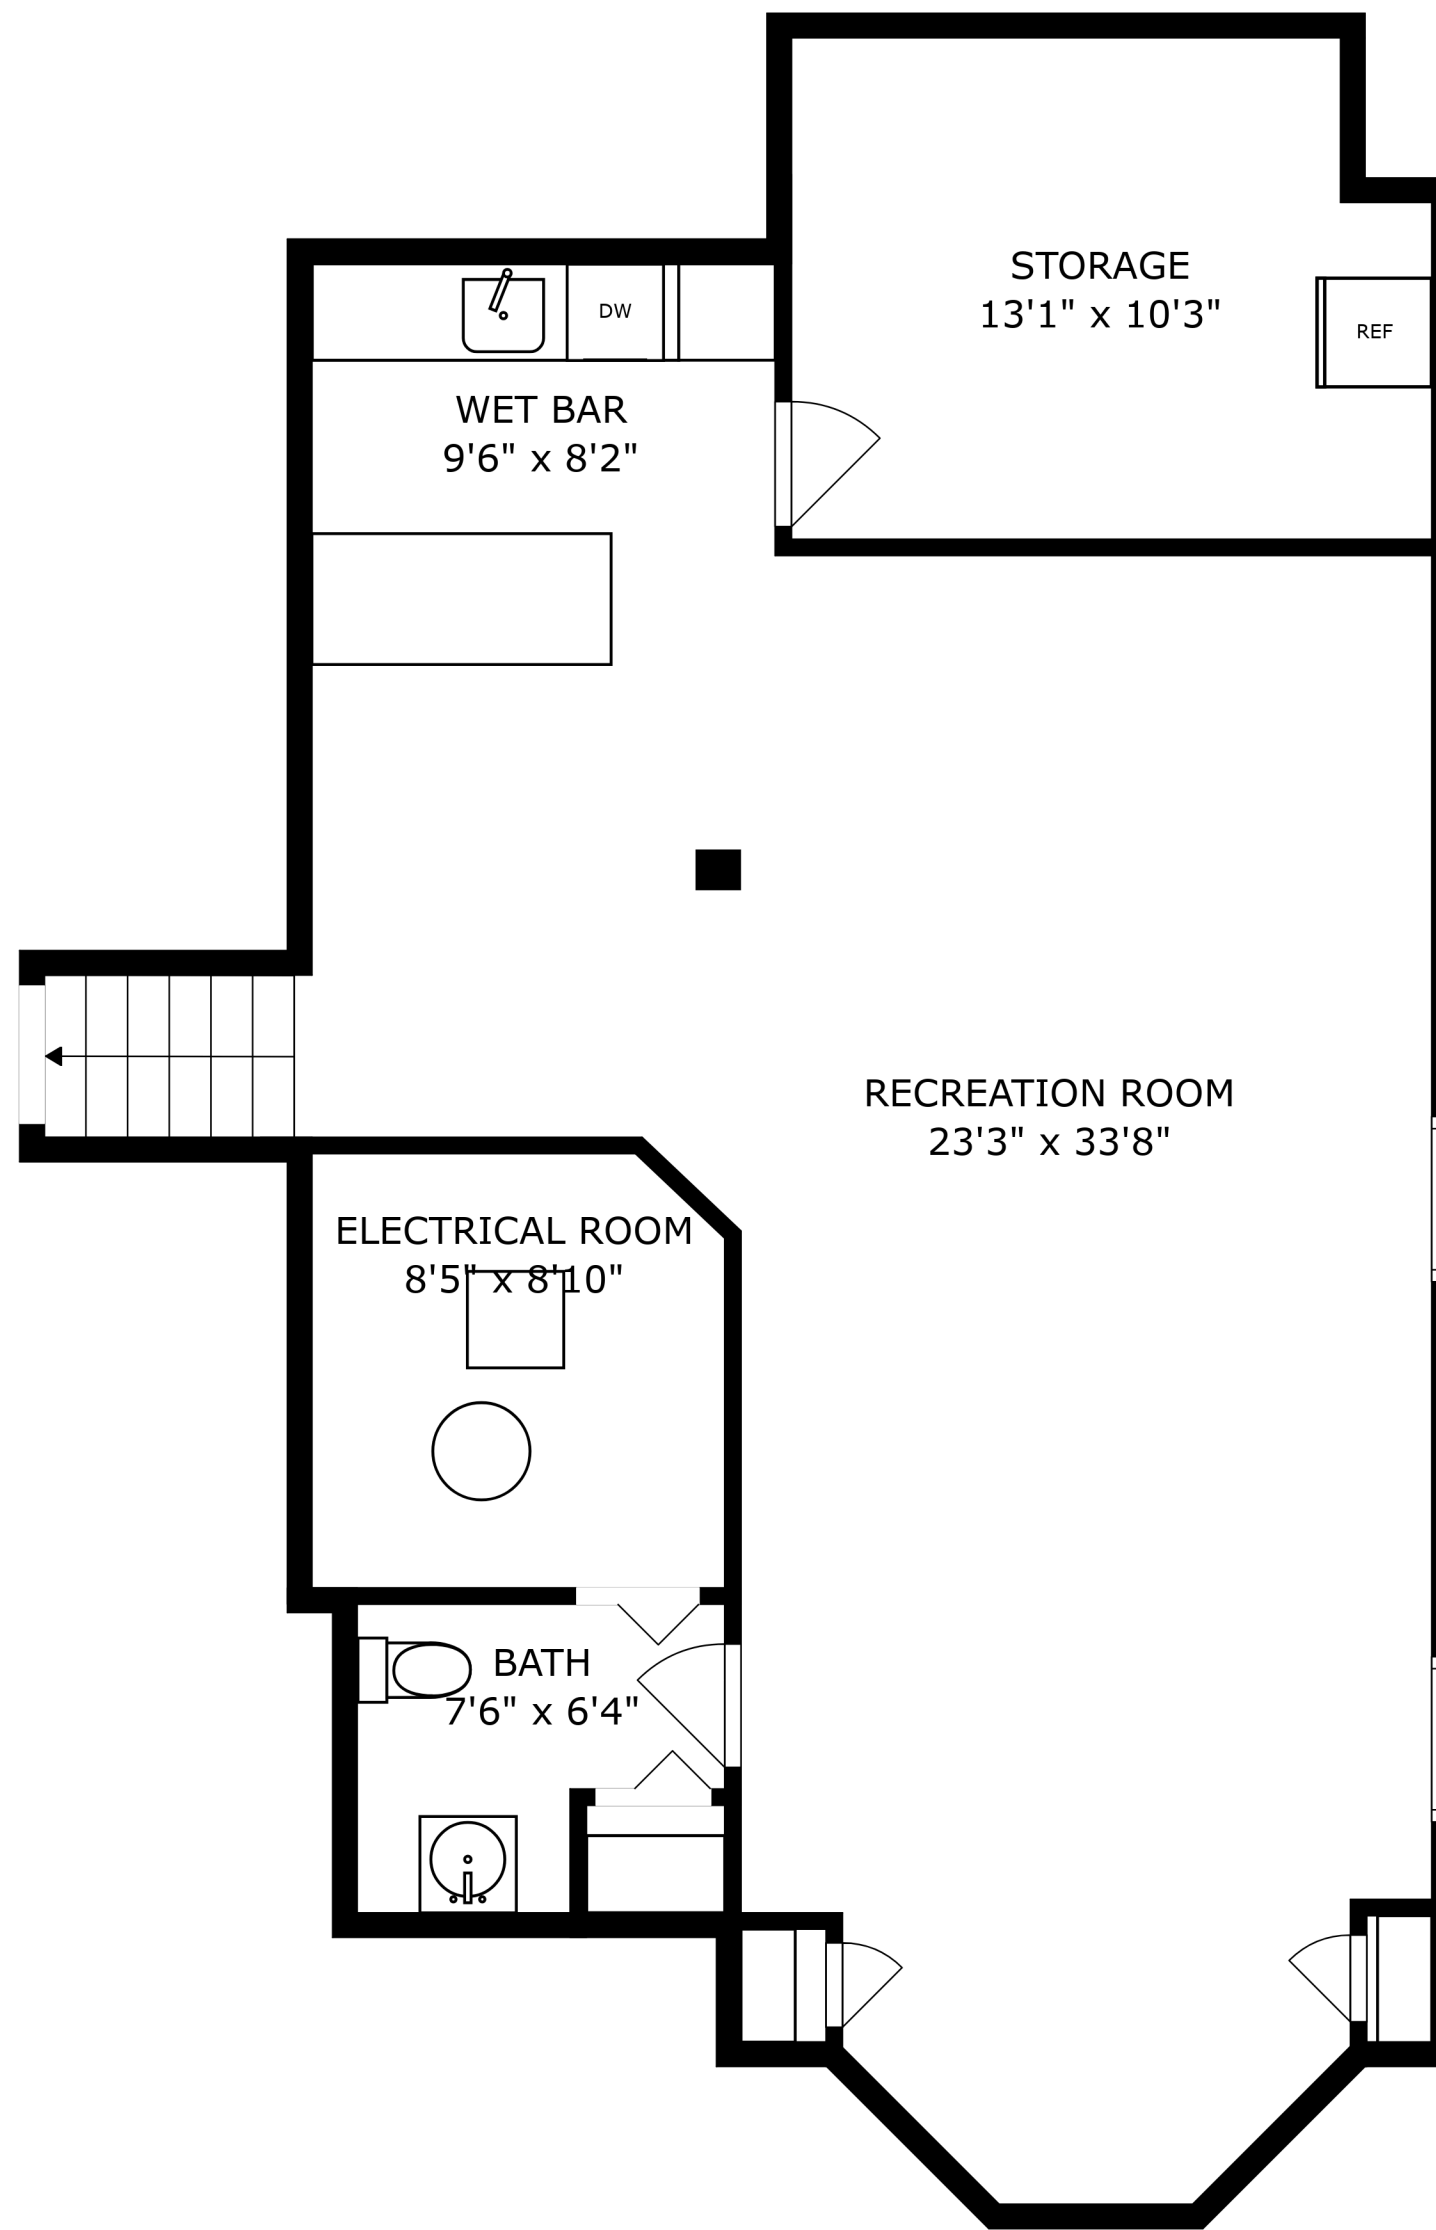 STORAGE
13'1" x 10'3"
REF
DW
WET BAR
9'6" x 8'2"
RECREATION ROOM
23'3" x 33'8"
ELECTRICAL ROOM
8'5" x 8'10"
BATH
7'6" x 6'4"